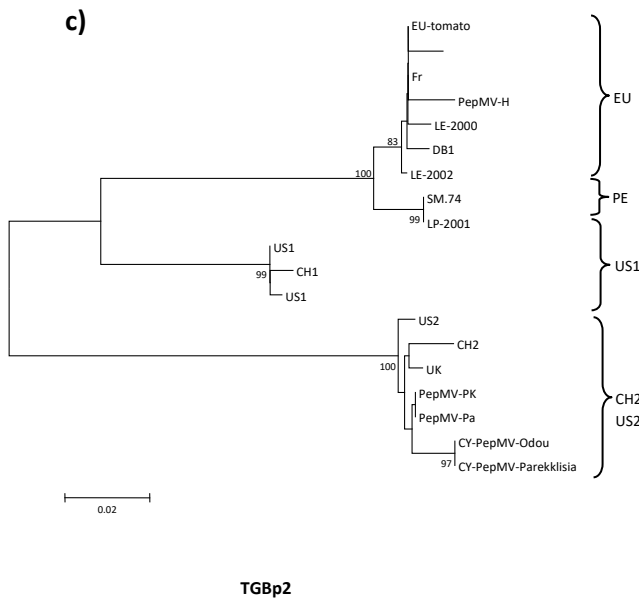 c)
EU-tomato
Fr
PepMV-H
LE-2000
DB1
LE-2002
83
100
SM.74
LP-2001
99
US1
CH1
US1
99
US2
CH2
UK
100
PepMV-PK
PepMV-Pa
CY-PepMV-Odou
CY-PepMV-Parekklisia
97
EU
PE
US1
CH2
US2
0.02
TGBp2